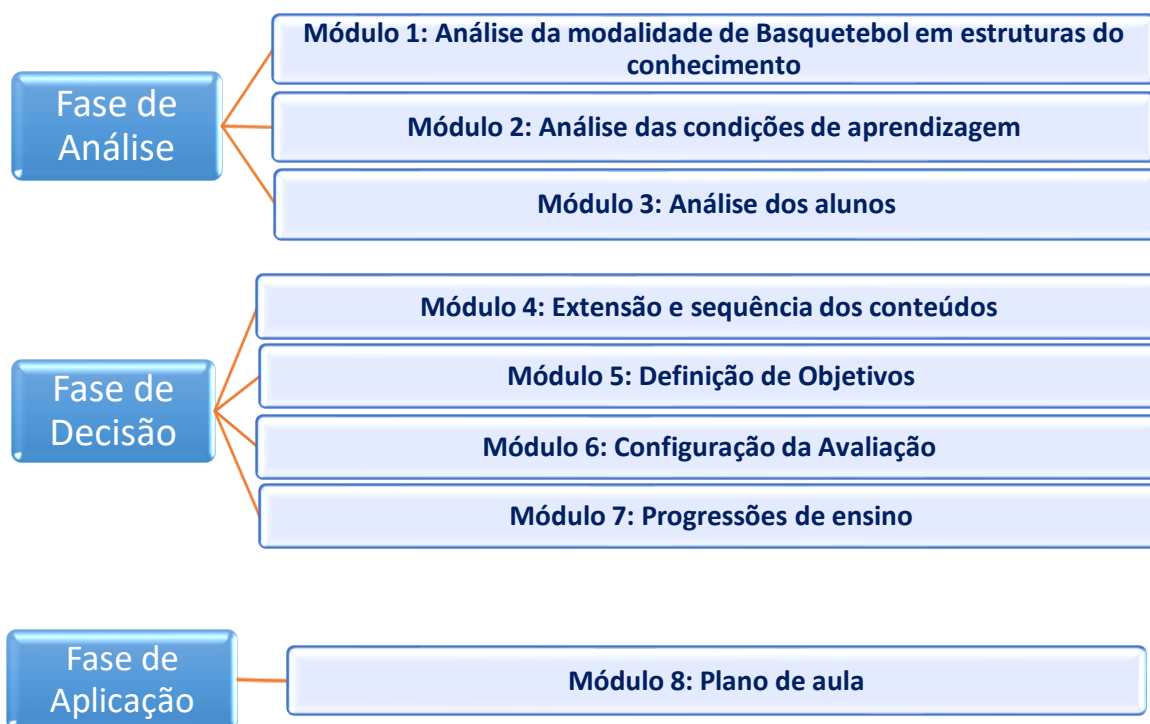 Fase de
Análise
Módulo 1: Análise da modalidade de Basquetebol em estruturas do
conhecimento
Módulo 2: Análise das condições de aprendizagem
Módulo 3: Análise dos alunos
Fase de
Decisão
Módulo 4: Extensão e sequência dos conteúdos
Módulo 5: Definição de Objetivos
Módulo 6: Configuração da Avaliação
Módulo 7: Progressões de ensino
Fase de
Aplicação
Módulo 8: Plano de aula